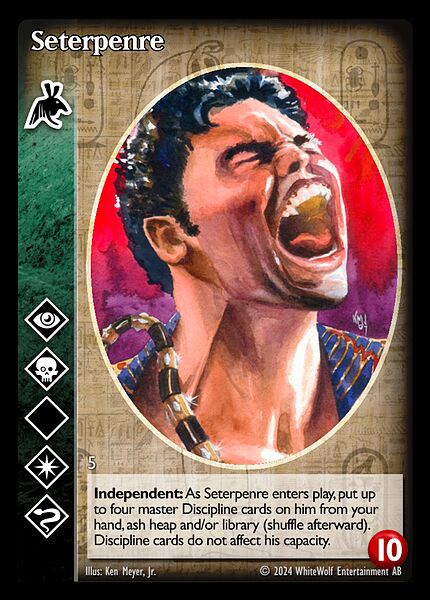 Seterpenre
KMJr
5
Independent: As Seterpenre enters play, put up
to four master Discipline cards on him from your
hand, ash heap and/or library (shuffle afterward).
Discipline cards do not affect his capacity.
10
Illus: Ken Meyer, Jr.
© 2024 WhiteWolf Entertainment AB